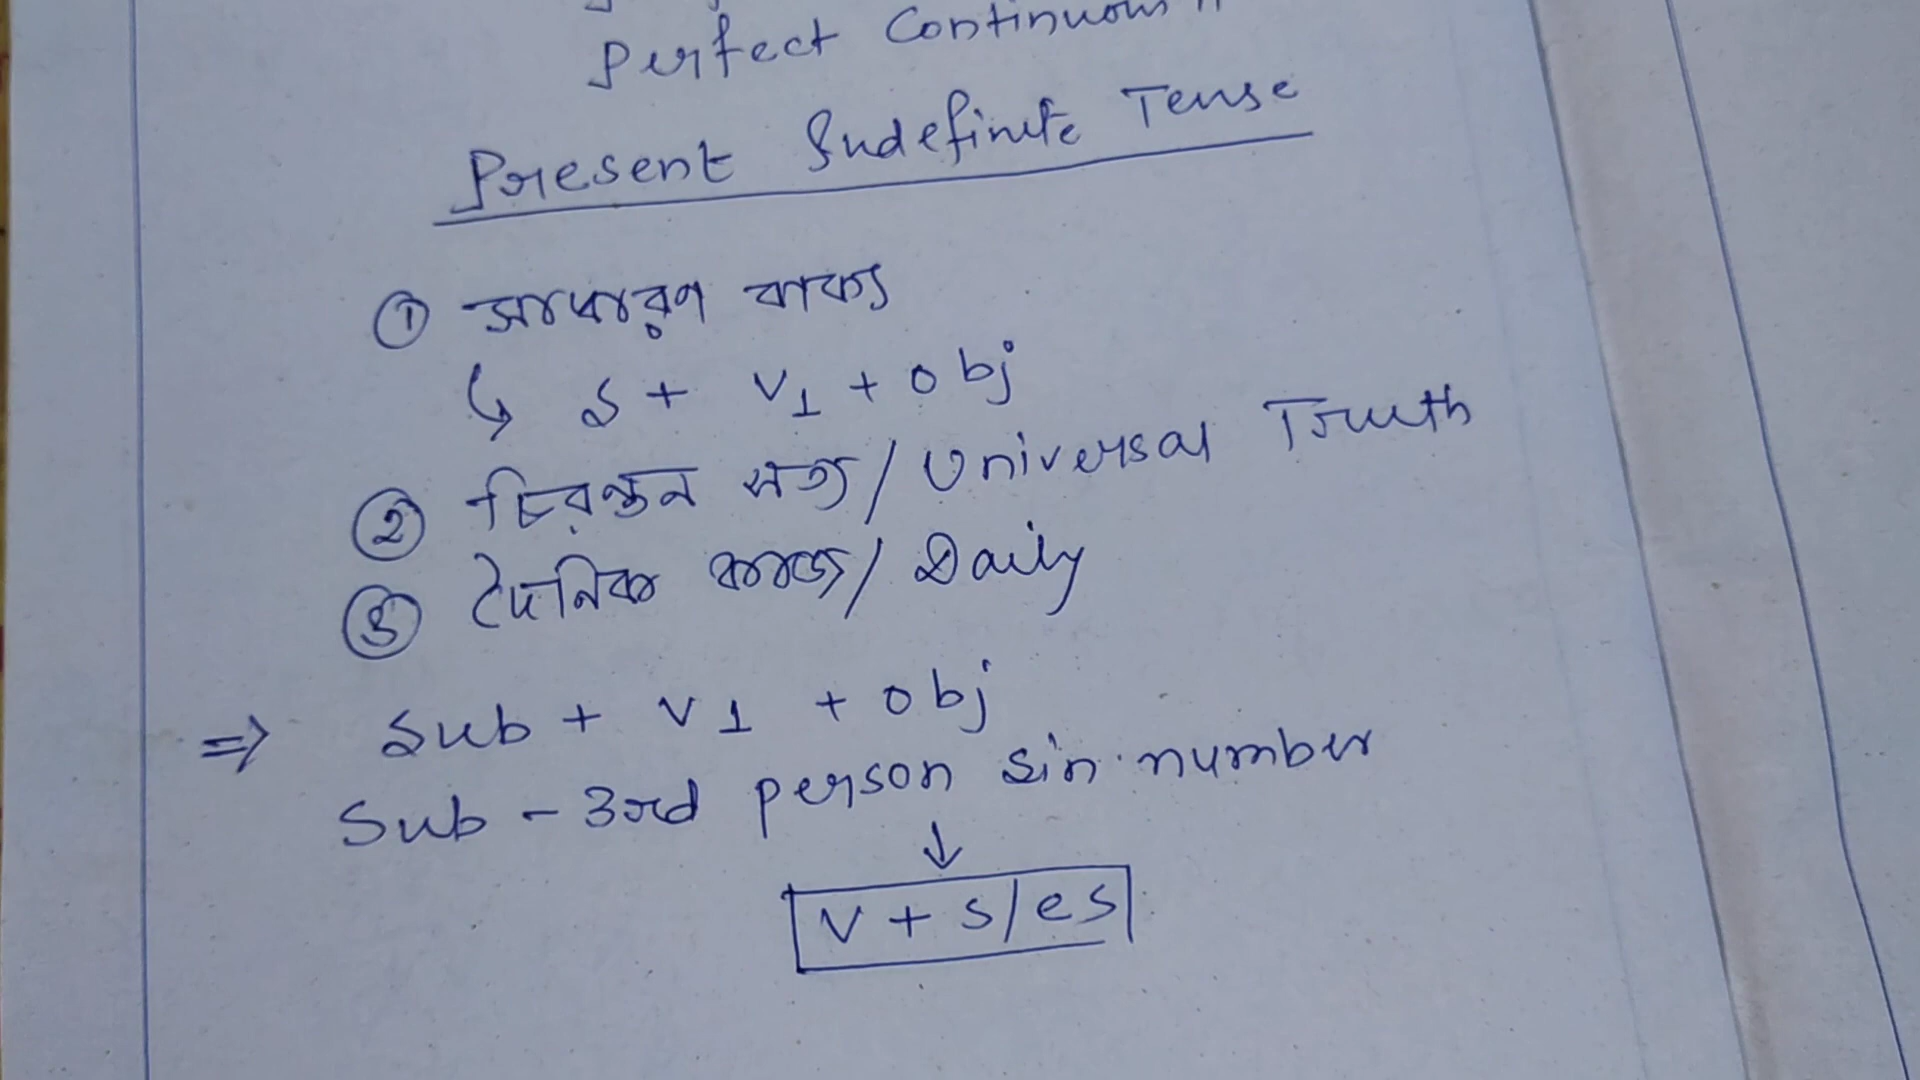 Perfect Continuous "
Present Indefinite Tense
① সাধারণ বাক্য
↳ S + V1 + obj
② চিরন্তন সত্য / Universal Truth
③ দৈনিক কাজ / Daily
⇒ Sub + V1 + obj
Sub - 3rd person sin. number
↓
V + s/es